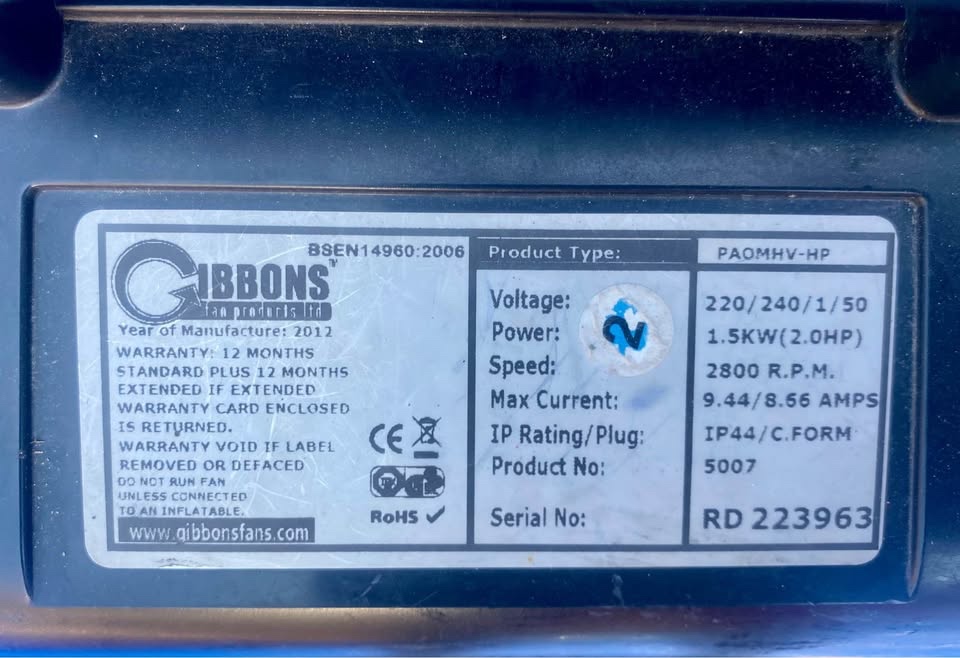 BSEN14960:2006
GIBBONS™
fan products ltd
Year of Manufacture: 2012
WARRANTY: 12 MONTHS
STANDARD PLUS 12 MONTHS
EXTENDED IF EXTENDED
WARRANTY CARD ENCLOSED
IS RETURNED.
WARRANTY VOID IF LABEL
REMOVED OR DEFACED
DO NOT RUN FAN
UNLESS CONNECTED
TO AN INFLATABLE.
www.gibbonsfans.com
CE
RoHS ✓
Product Type: PAOMHV-HP
Voltage: 220/240/1/50
Power: 1.5KW(2.0HP)
Speed: 2800 R.P.M.
Max Current: 9.44/8.66 AMPS
IP Rating/Plug: IP44/C.FORM
Product No: 5007
Serial No: RD 223963
2